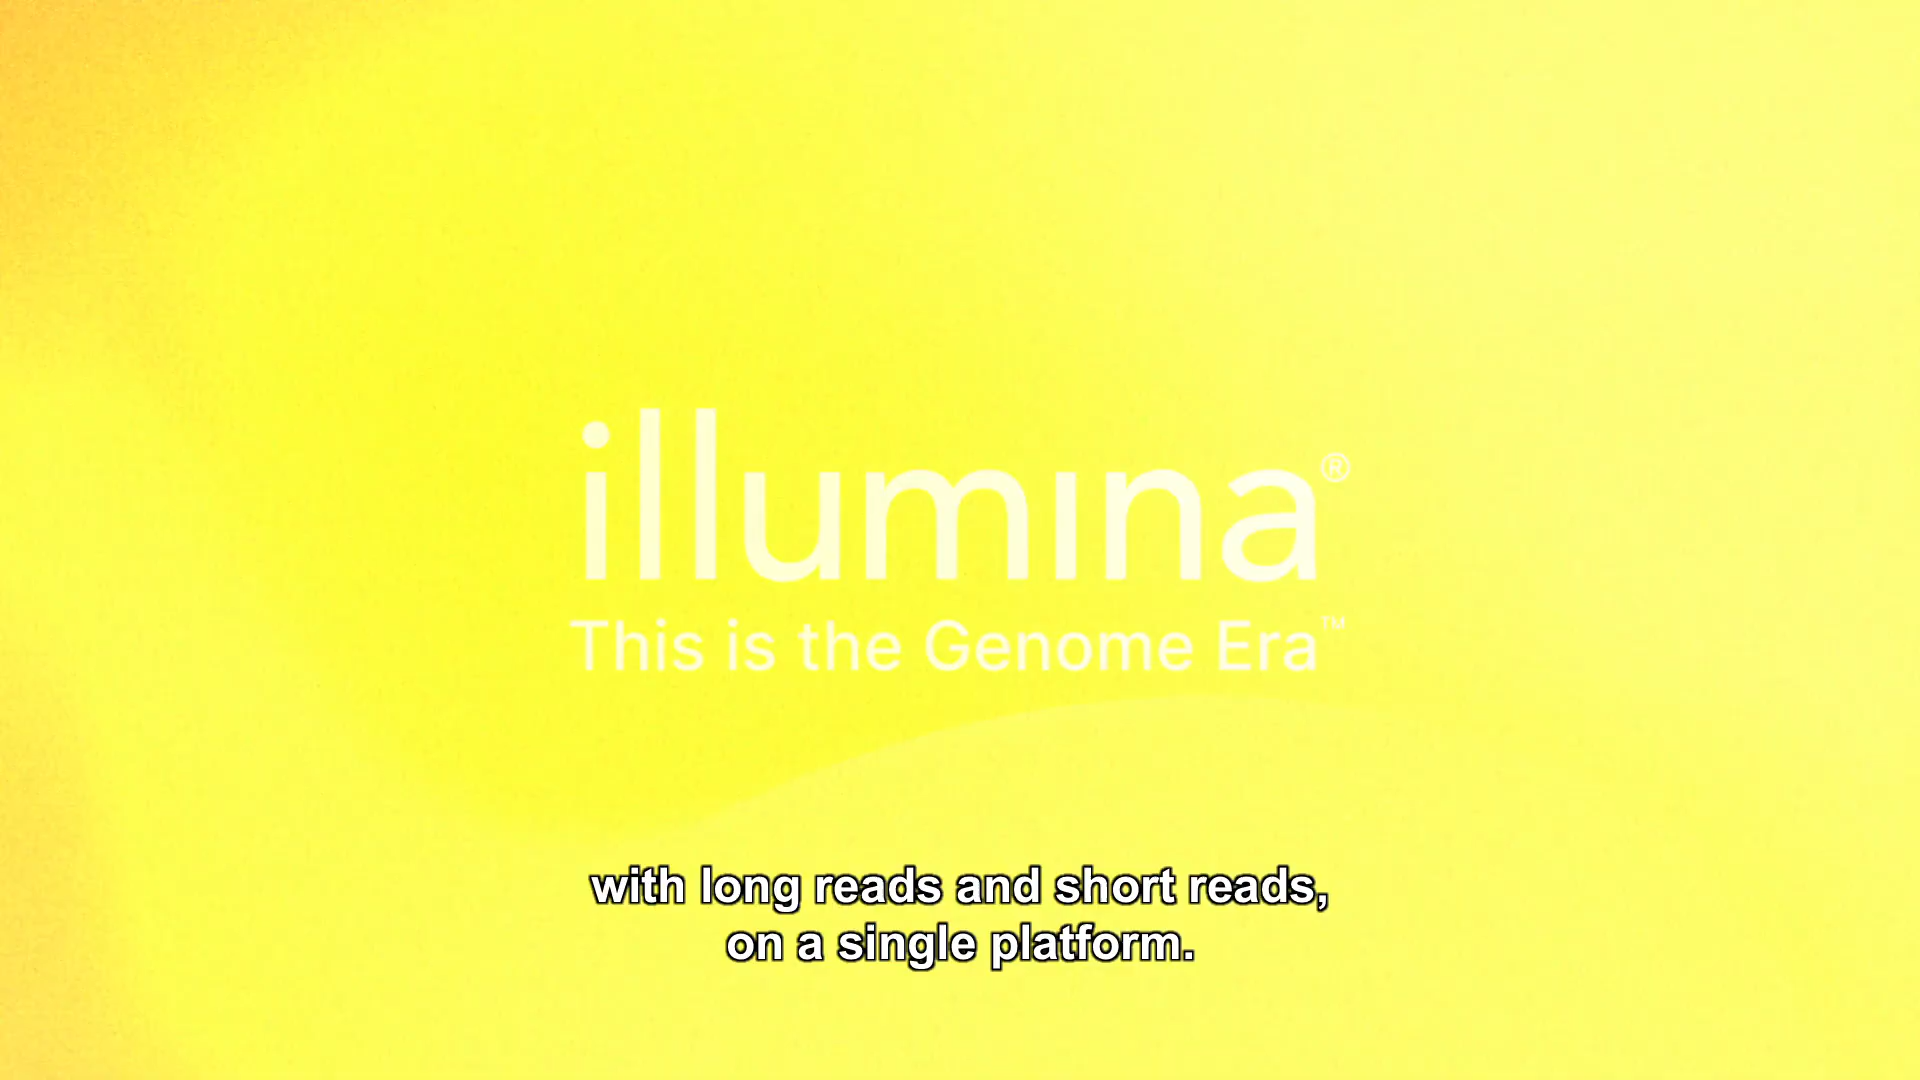 illumina®
This is the Genome Era™
with long reads and short reads,
on a single platform.